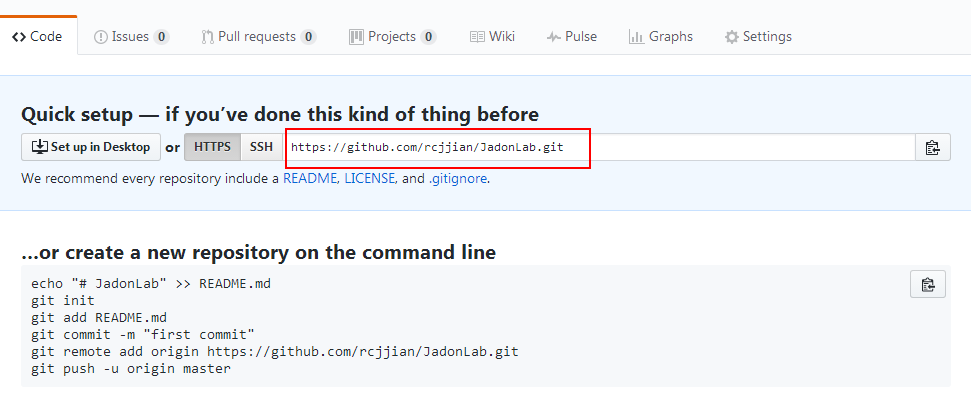 Code Issues 0 Pull requests 0 Projects 0 Wiki Pulse Graphs Settings
Quick setup — if you’ve done this kind of thing before
Set up in Desktop or HTTPS SSH https://github.com/rcjjian/JadonLab.git
We recommend every repository include a README, LICENSE, and .gitignore.
…or create a new repository on the command line
echo "# JadonLab" >> README.md
git init
git add README.md
git commit -m "first commit"
git remote add origin https://github.com/rcjjian/JadonLab.git
git push -u origin master